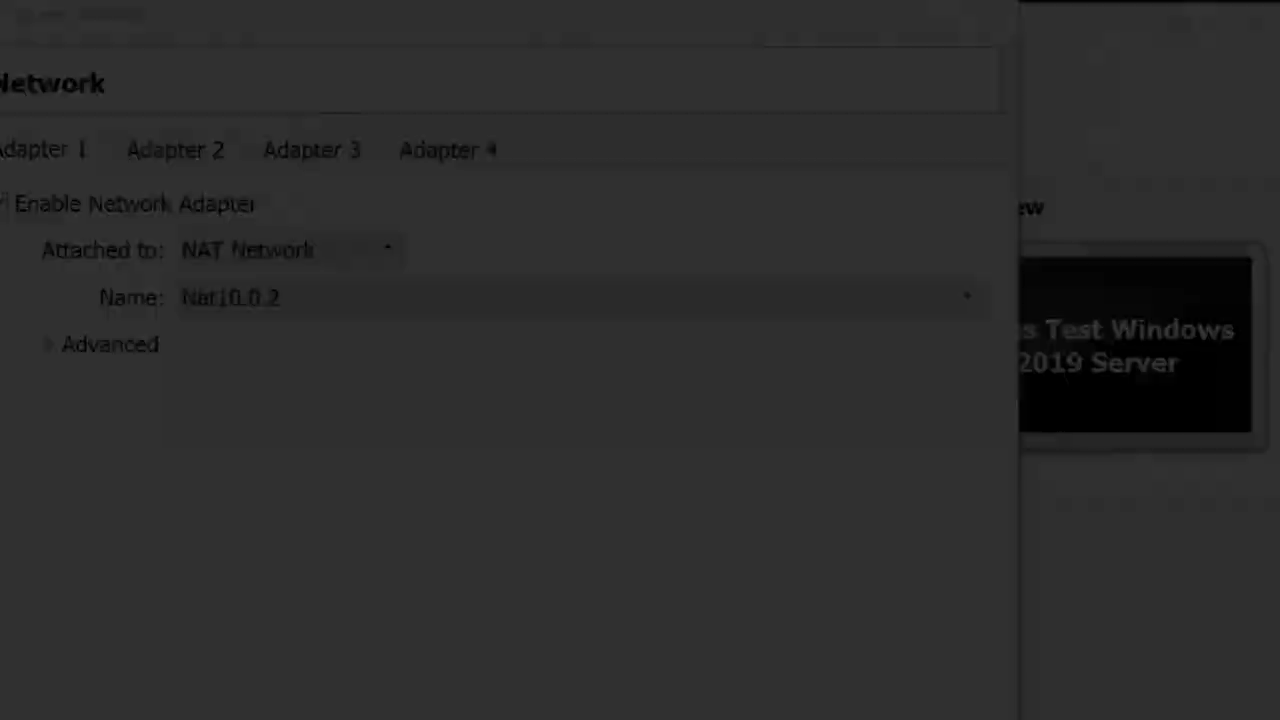 Network
Adapter 1 Adapter 2 Adapter 3 Adapter 4
Enable Network Adapter
Attached to: NAT Network
Name: Nat10.0.2
Advanced
ew
s Test Windows
2019 Server